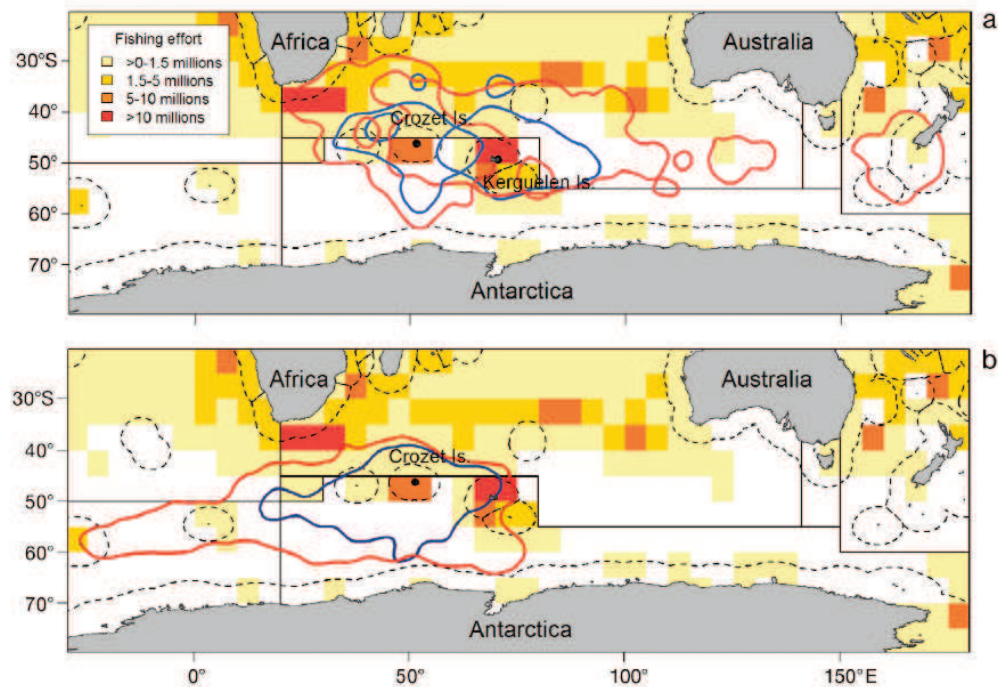 a
Fishing effort
>0-1.5 millions
1.5-5 millions
5-10 millions
>10 millions
Africa
Australia
30°S
40°
Crozet Is.
50°
Kerguelen Is.
60°
70°
Antarctica
b
Africa
Australia
30°S
40°
Crozet Is.
50°
60°
70°
Antarctica
0°
50°
100°
150°E